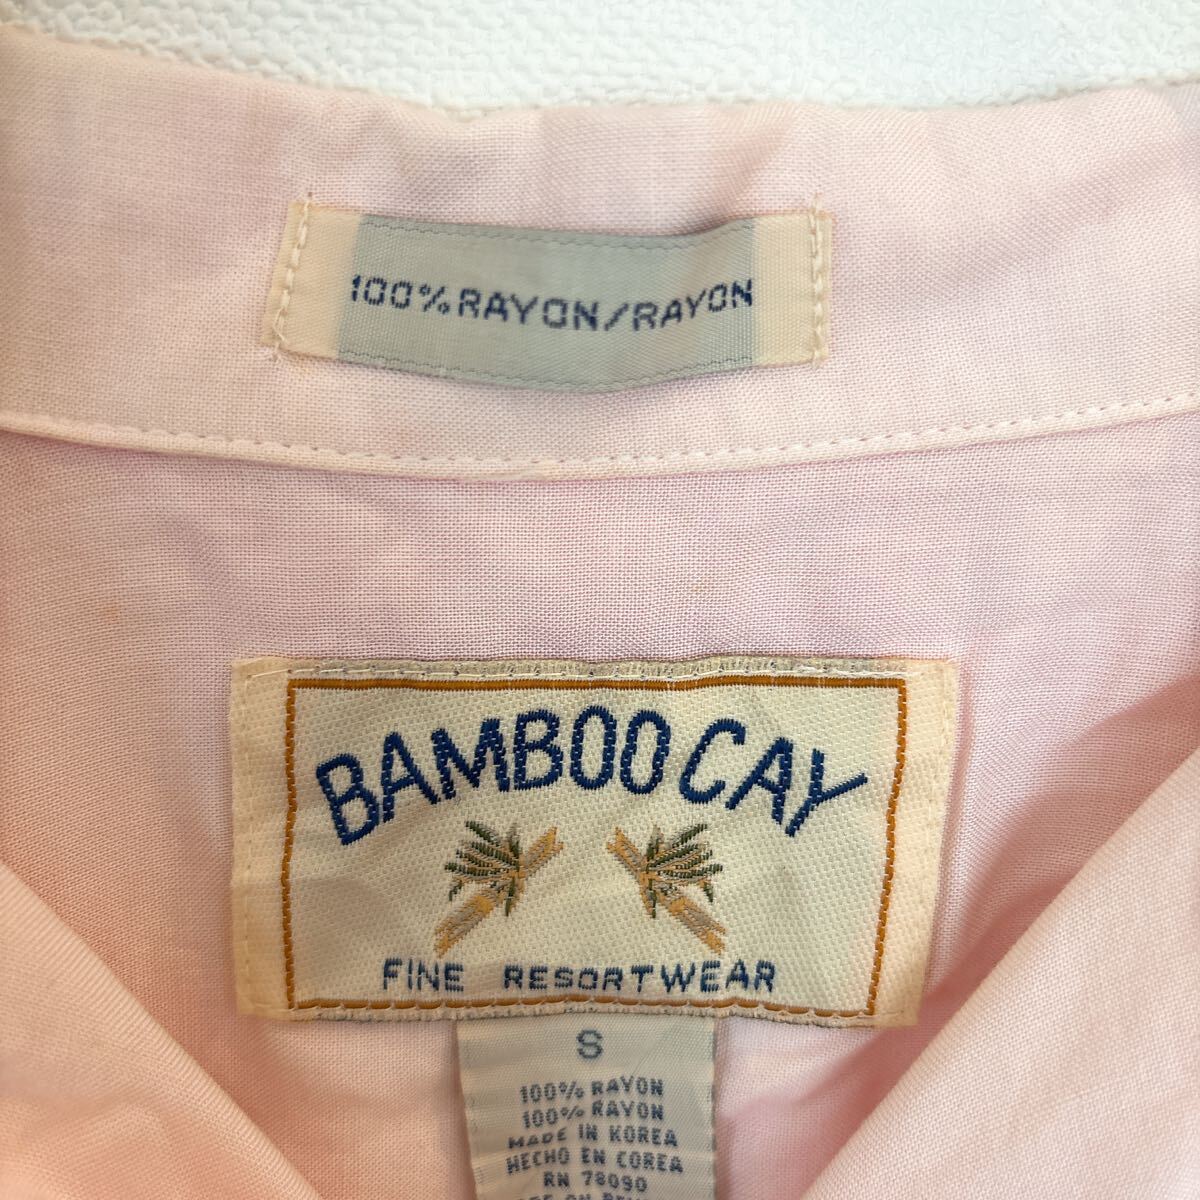 100% RAYON/RAYON
BAMBOO CAY
FINE RESORTWEAR
S
100% RAYON
100% RAYON
MADE IN KOREA
HECHO EN COREA
RN 78090